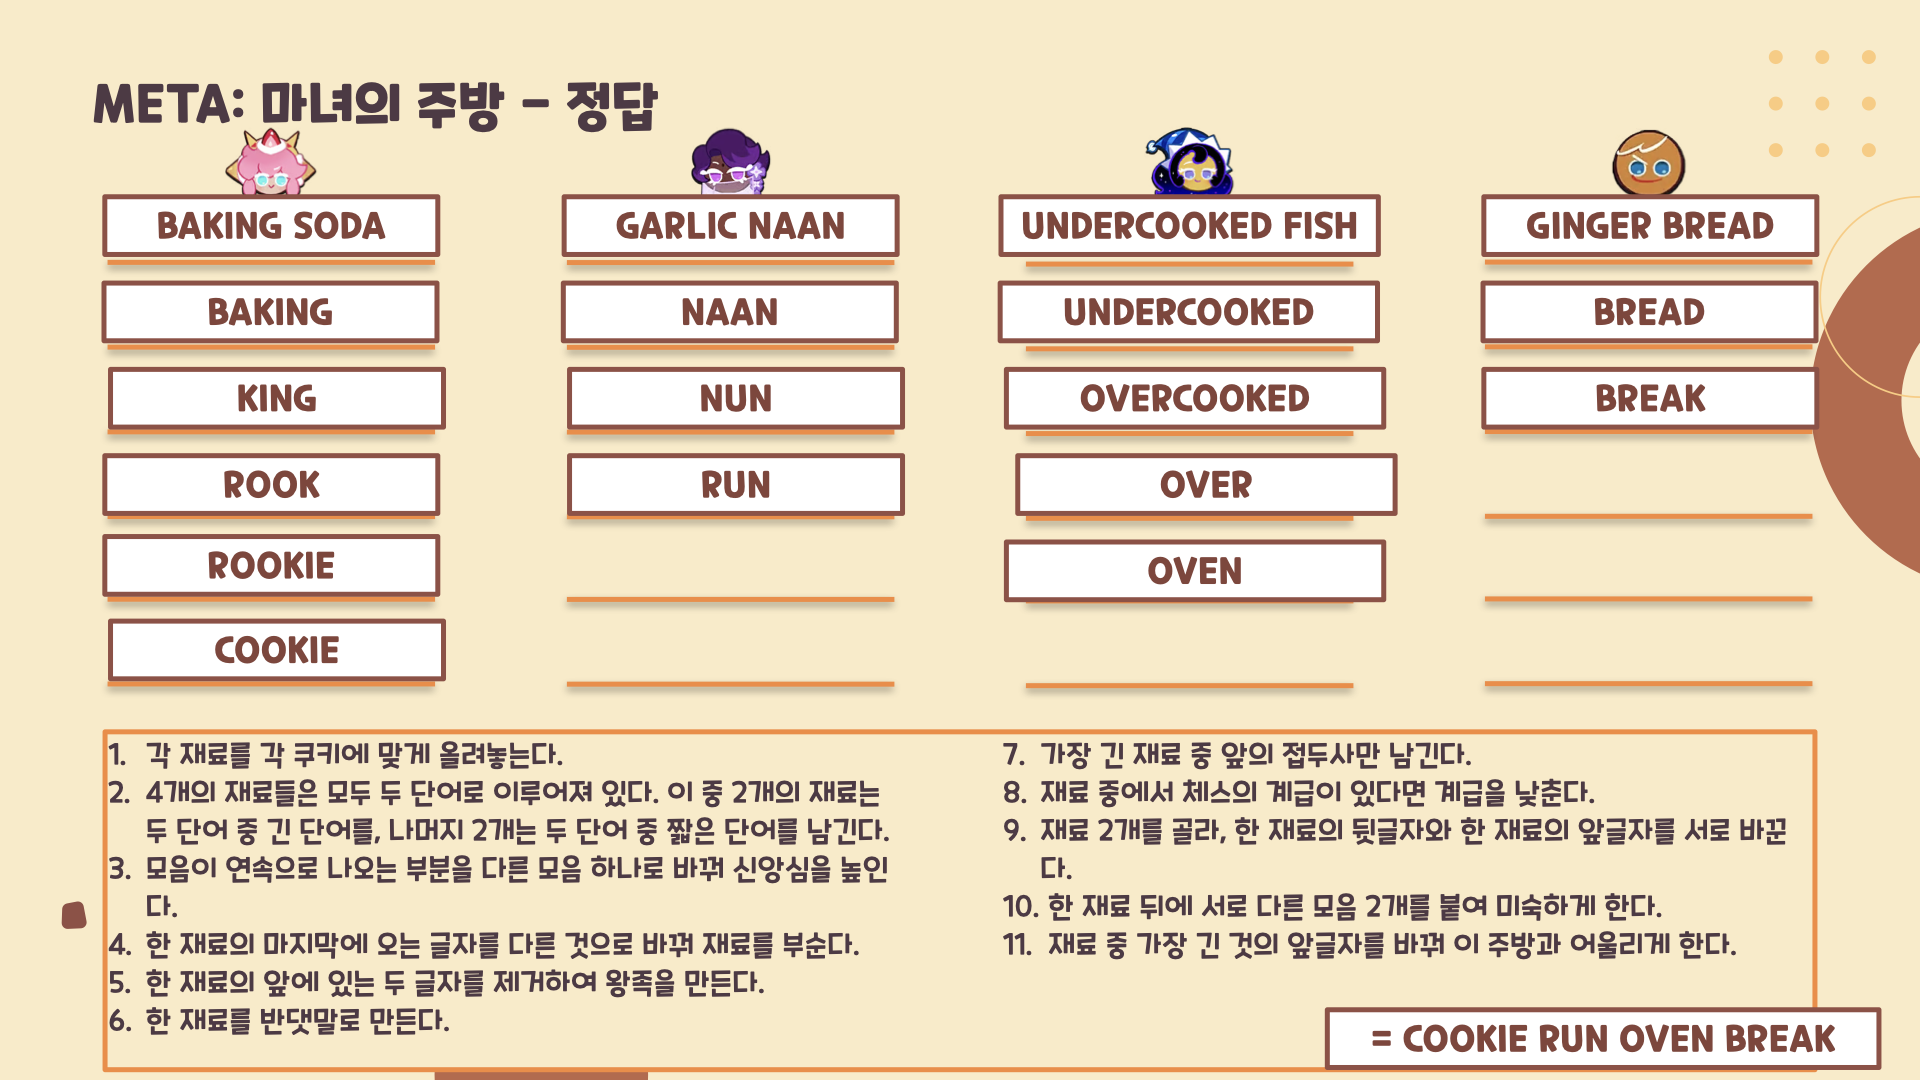 META: 마녀의 주방 - 정답
BAKING SODA
GARLIC NAAN
UNDERCOOKED FISH
GINGER BREAD
BAKING
NAAN
UNDERCOOKED
BREAD
KING
NUN
OVERCOOKED
BREAK
ROOK
RUN
OVER
ROOKIE
OVEN
COOKIE
1. 각 재료를 각 쿠키에 맞게 올려놓는다.
2. 4개의 재료들은 모두 두 단어로 이루어져 있다. 이 중 2개의 재료는
두 단어 중 긴 단어를, 나머지 2개는 두 단어 중 짧은 단어를 남긴다.
3. 모음이 연속으로 나오는 부분을 다른 모음 하나로 바꿔 신앙심을 높인
다.
4. 한 재료의 마지막에 오는 글자를 다른 것으로 바꿔 재료를 부순다.
5. 한 재료의 앞에 있는 두 글자를 제거하여 왕족을 만든다.
6. 한 재료를 반댓말로 만든다.
7. 가장 긴 재료 중 앞의 접두사만 남긴다.
8. 재료 중에서 체스의 계급이 있다면 계급을 낮춘다.
9. 재료 2개를 골라, 한 재료의 뒷글자와 한 재료의 앞글자를 서로 바꾼
다.
10. 한 재료 뒤에 서로 다른 모음 2개를 붙여 미숙하게 한다.
11. 재료 중 가장 긴 것의 앞글자를 바꿔 이 주방과 어울리게 한다.
= COOKIE RUN OVEN BREAK